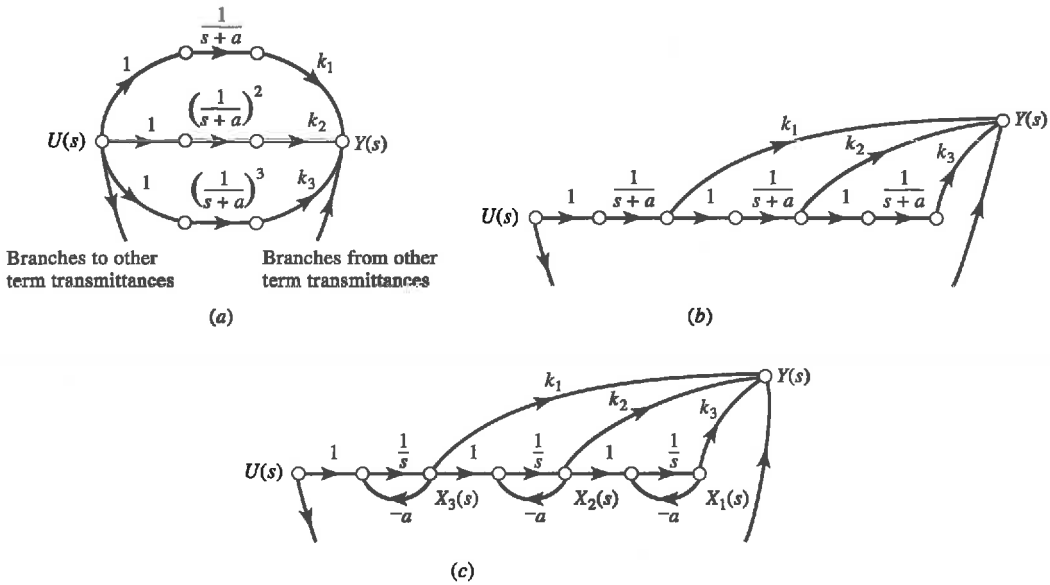 1/(s + a)
1
k₁
(1/(s + a))²
U(s) 1 k₂ Y(s)
1 (1/(s + a))³ k₃
Branches to other
term transmittances
Branches from other
term transmittances
(a)
k₁ Y(s)
k₂
k₃
1 1/(s + a) 1 1/(s + a) 1 1/(s + a)
U(s)
(b)
k₁ Y(s)
k₂
k₃
1 1/s 1 1/s 1 1/s
U(s)
X₃(s) X₂(s) X₁(s)
-a -a -a
(c)